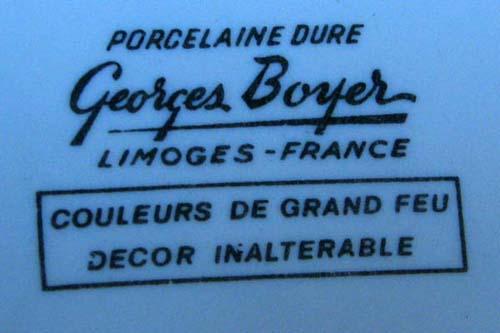 PORCELAINE DURE
Georges Boyer
LIMOGES - FRANCE
COULEURS DE GRAND FEU
DECOR INALTERABLE